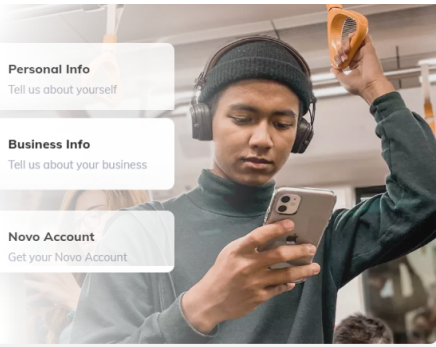 Personal Info
Tell us about yourself
Business Info
Tell us about your business
Novo Account
Get your Novo Account